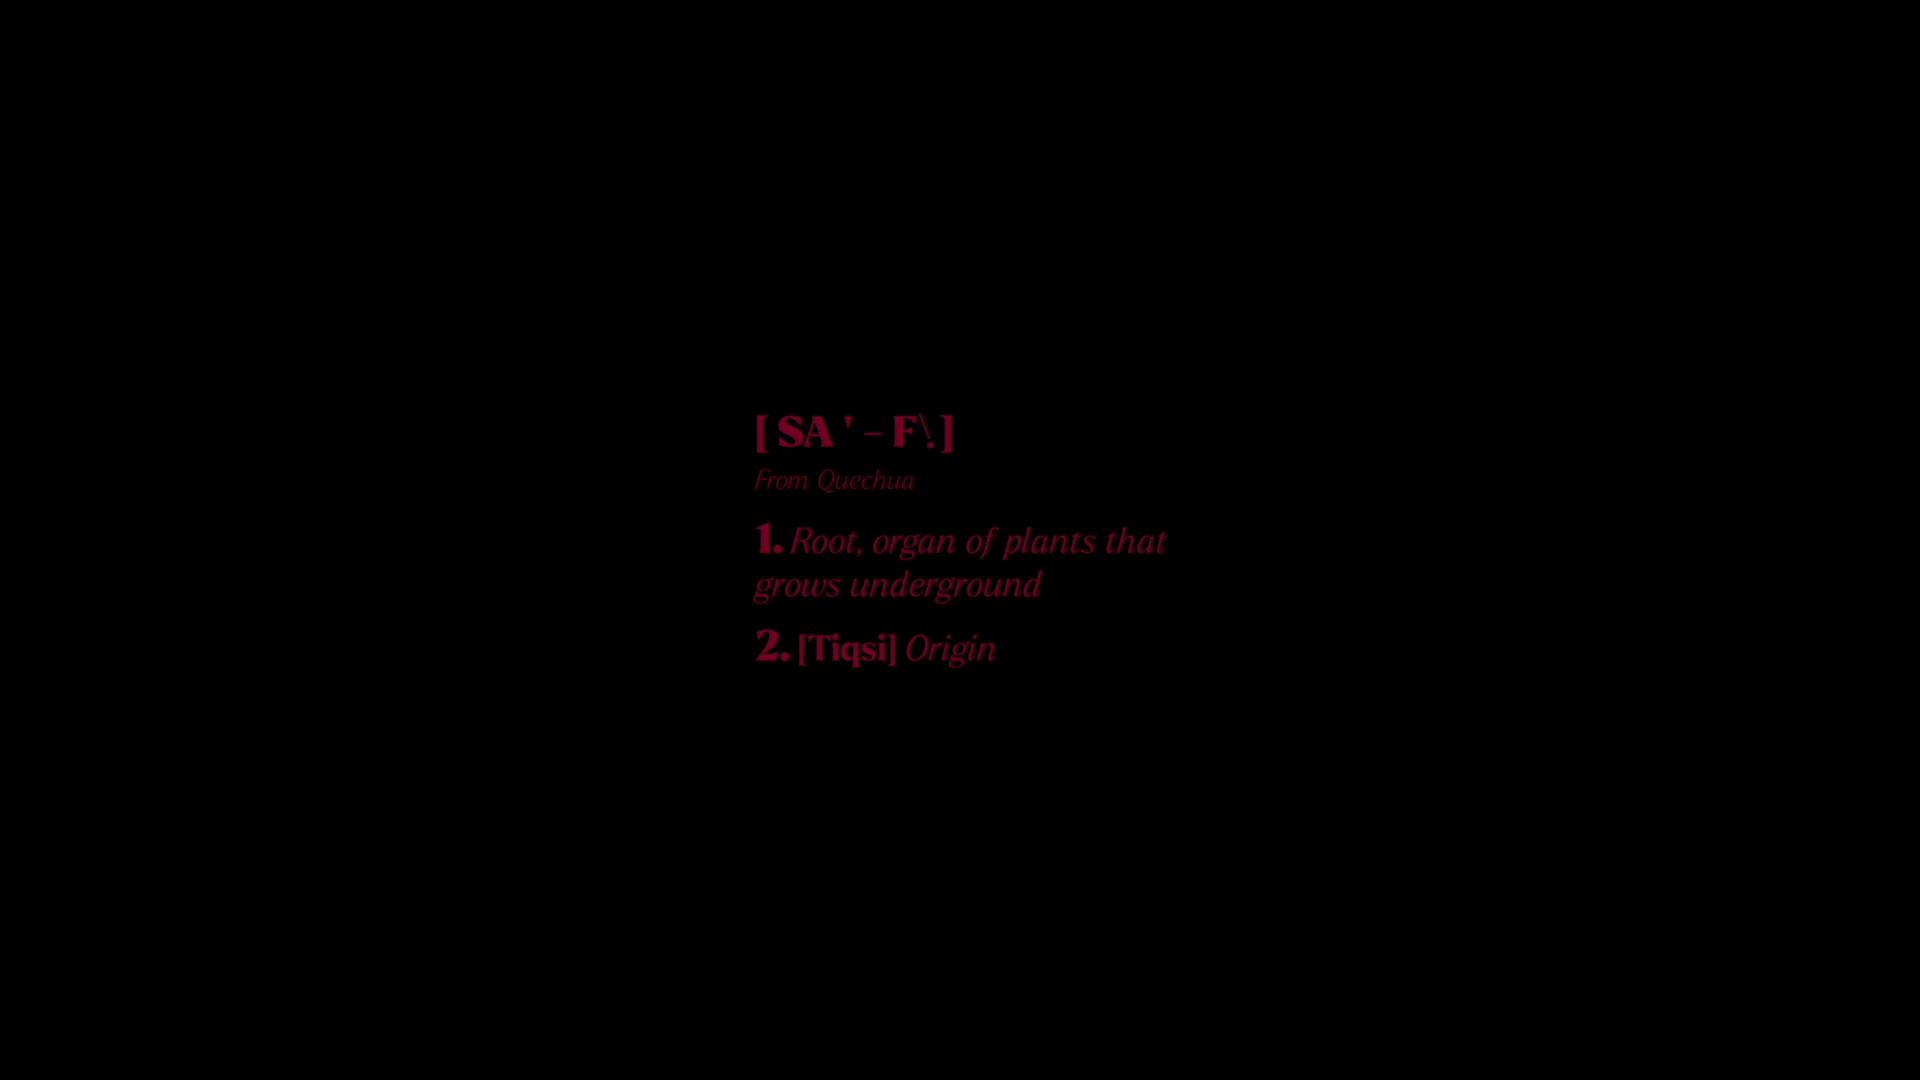 [ SA ' – F\.]
From Quechua
1. Root, organ of plants that
grows underground
2. [Tiqsi] Origin